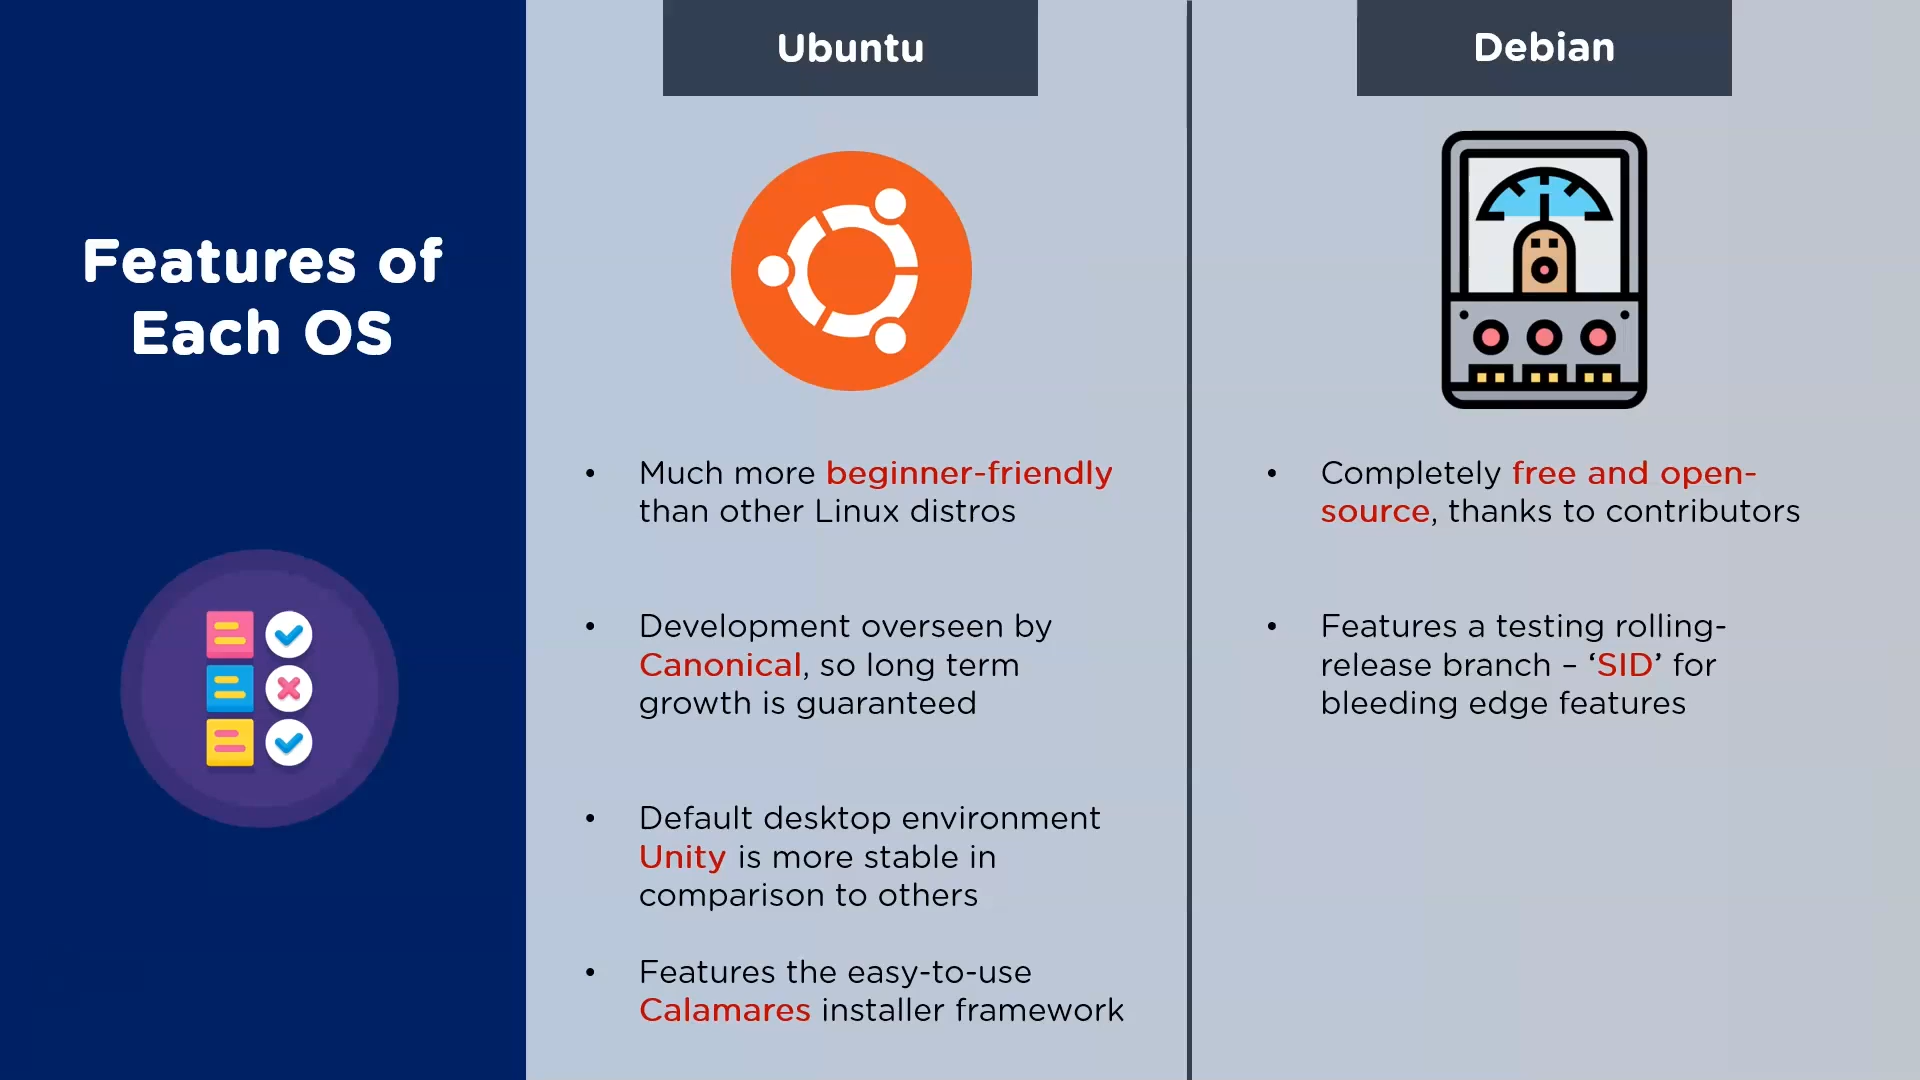 Features of
Each OS
Ubuntu
• Much more beginner-friendly
than other Linux distros
• Development overseen by
Canonical, so long term
growth is guaranteed
• Default desktop environment
Unity is more stable in
comparison to others
• Features the easy-to-use
Calamares installer framework
Debian
• Completely free and open-
source, thanks to contributors
• Features a testing rolling-
release branch – ‘SID’ for
bleeding edge features